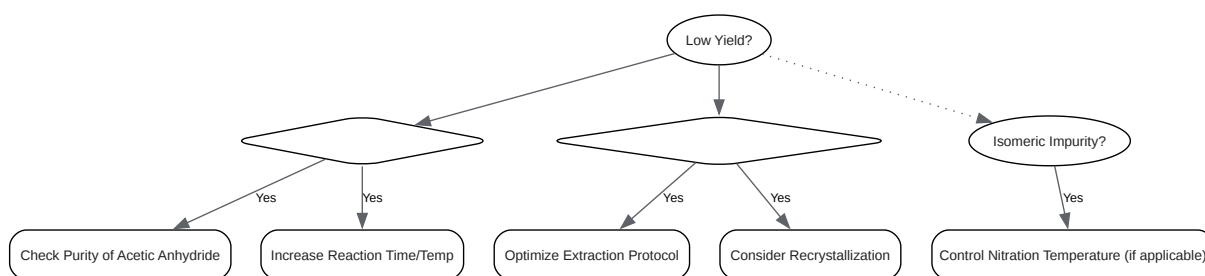 Low Yield?
Isomeric Impurity?
Yes
Yes
Yes
Yes
Yes
Check Purity of Acetic Anhydride
Increase Reaction Time/Temp
Optimize Extraction Protocol
Consider Recrystallization
Control Nitration Temperature (if applicable)